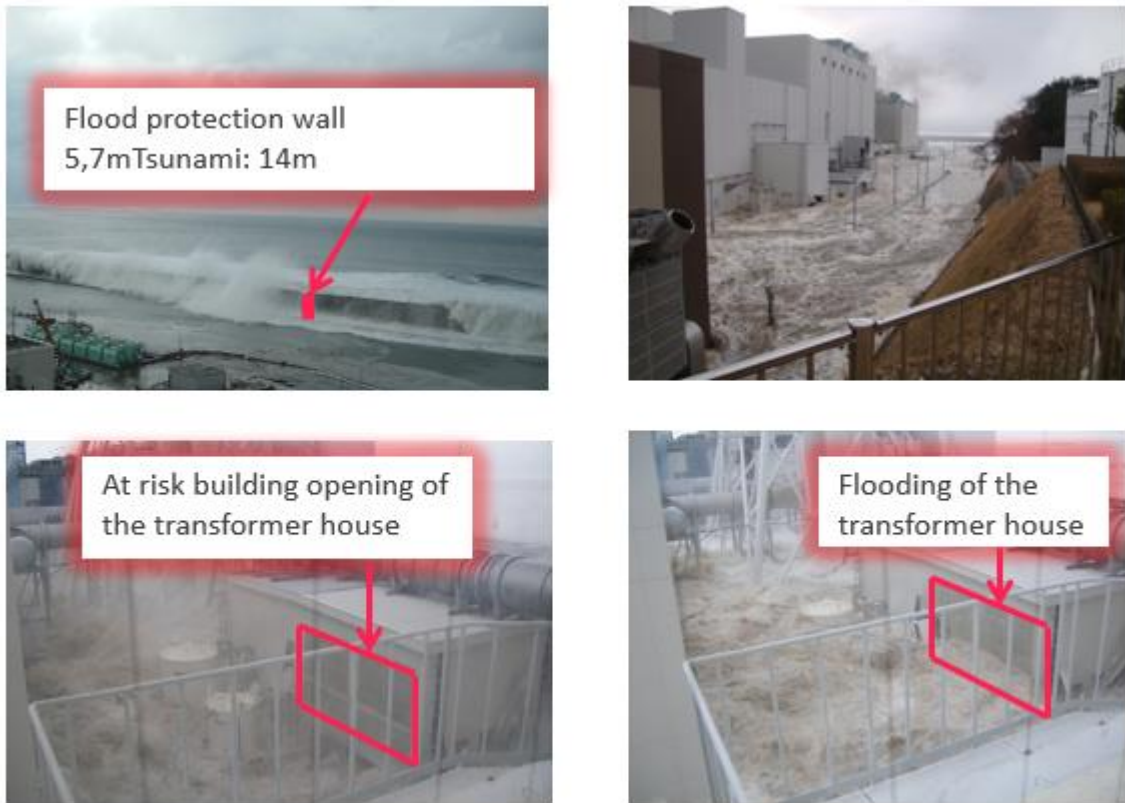 Flood protection wall
5,7mTsunami: 14m
At risk building opening of
the transformer house
Flooding of the
transformer house